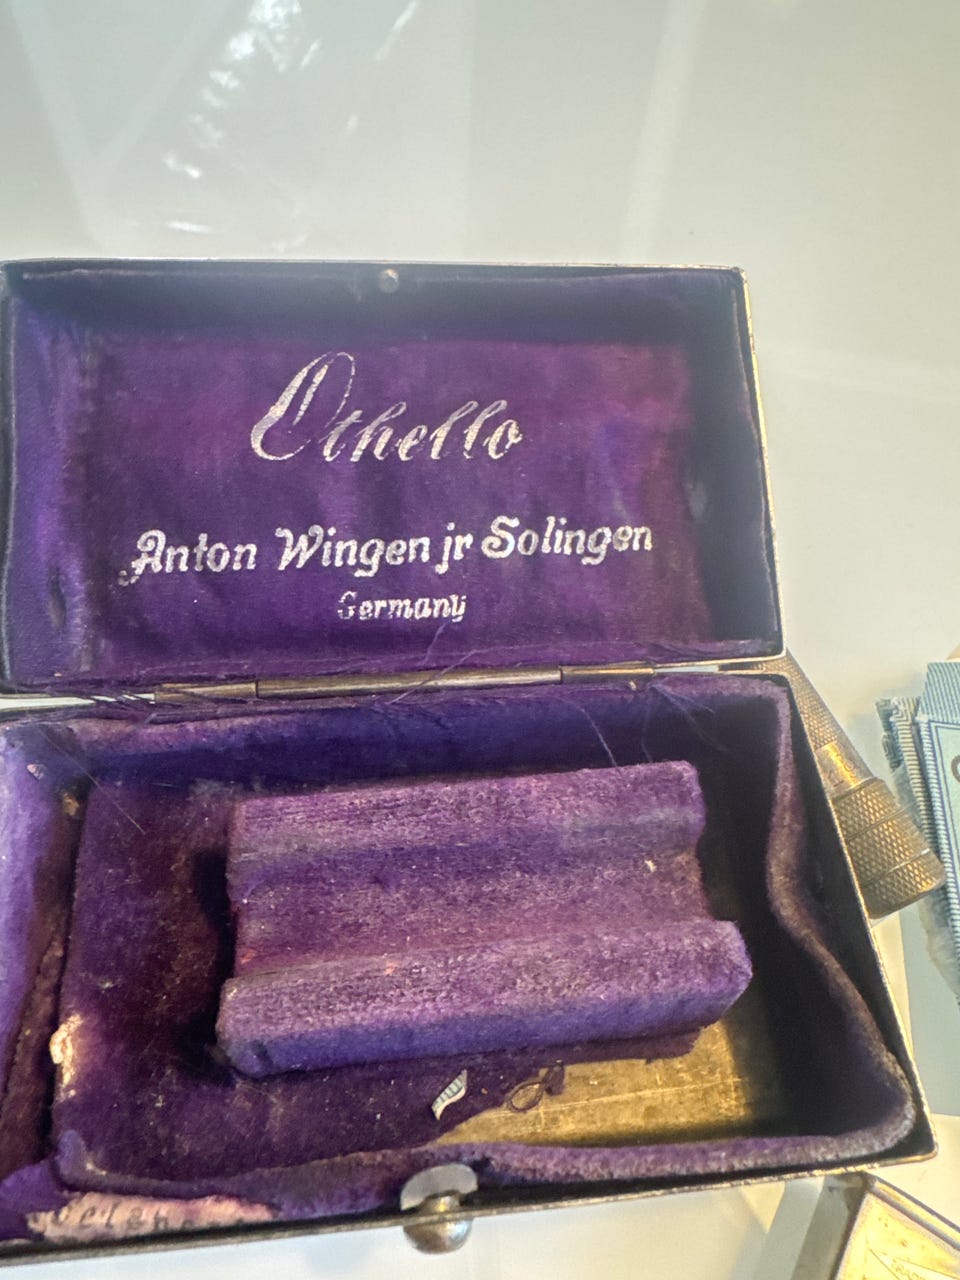 Othello
Anton Wingen jr Solingen
Germany